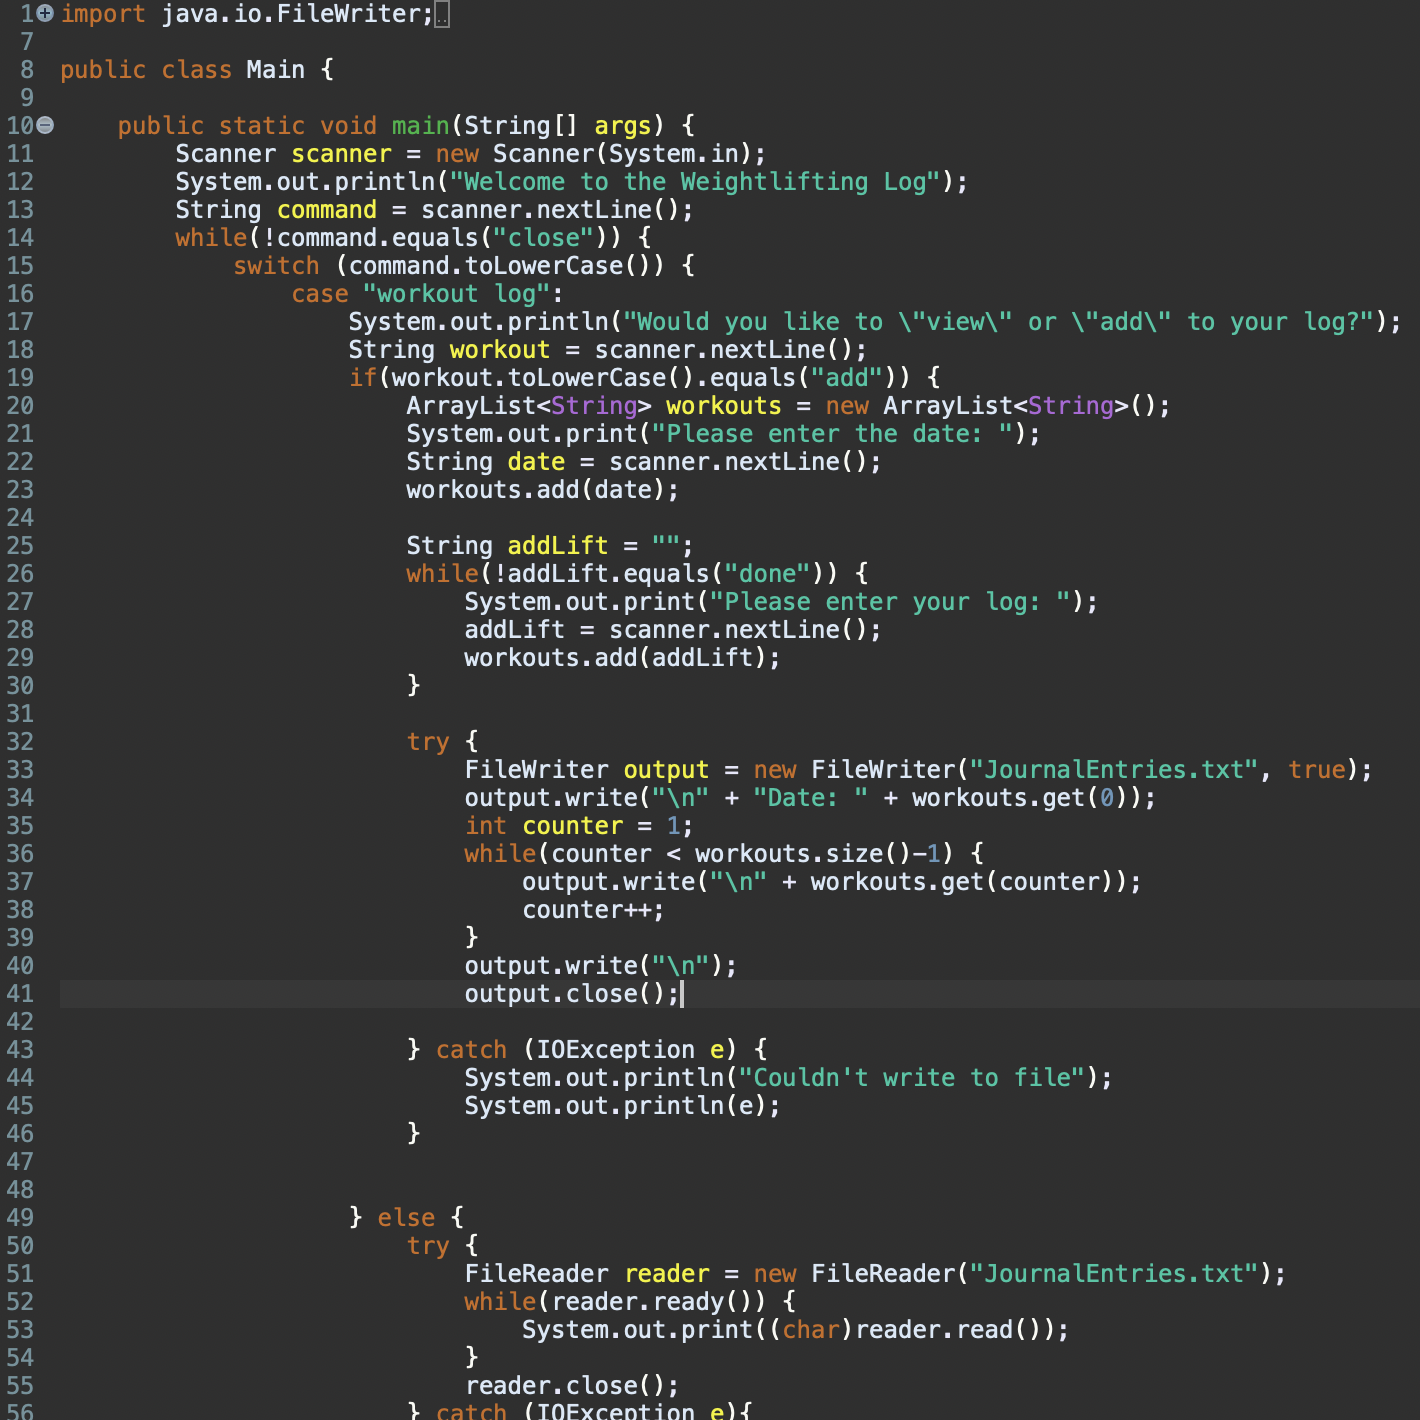 1 import java.io.FileWriter;..
7
8 public class Main {
9
10     public static void main(String[] args) {
11         Scanner scanner = new Scanner(System.in);
12         System.out.println("Welcome to the Weightlifting Log");
13         String command = scanner.nextLine();
14         while(!command.equals("close")) {
15             switch (command.toLowerCase()) {
16                 case "workout log":
17                     System.out.println("Would you like to \"view\" or \"add\" to your log?");
18                     String workout = scanner.nextLine();
19                     if(workout.toLowerCase().equals("add")) {
20                         ArrayList<String> workouts = new ArrayList<String>();
21                         System.out.print("Please enter the date: ");
22                         String date = scanner.nextLine();
23                         workouts.add(date);
24
25                         String addLift = "";
26                         while(!addLift.equals("done")) {
27                             System.out.print("Please enter your log: ");
28                             addLift = scanner.nextLine();
29                             workouts.add(addLift);
30                         }
31
32                         try {
33                             FileWriter output = new FileWriter("JournalEntries.txt", true);
34                             output.write("\n" + "Date: " + workouts.get(0));
35                             int counter = 1;
36                             while(counter < workouts.size()-1) {
37                                 output.write("\n" + workouts.get(counter));
38                                 counter++;
39                             }
40                             output.write("\n");
41                             output.close();
42
43                         } catch (IOException e) {
44                             System.out.println("Couldn't write to file");
45                             System.out.println(e);
46                         }
47
48
49                     } else {
50                         try {
51                             FileReader reader = new FileReader("JournalEntries.txt");
52                             while(reader.ready()) {
53                                 System.out.print((char)reader.read());
54                             }
55                             reader.close();
56                         } catch (IOException e){